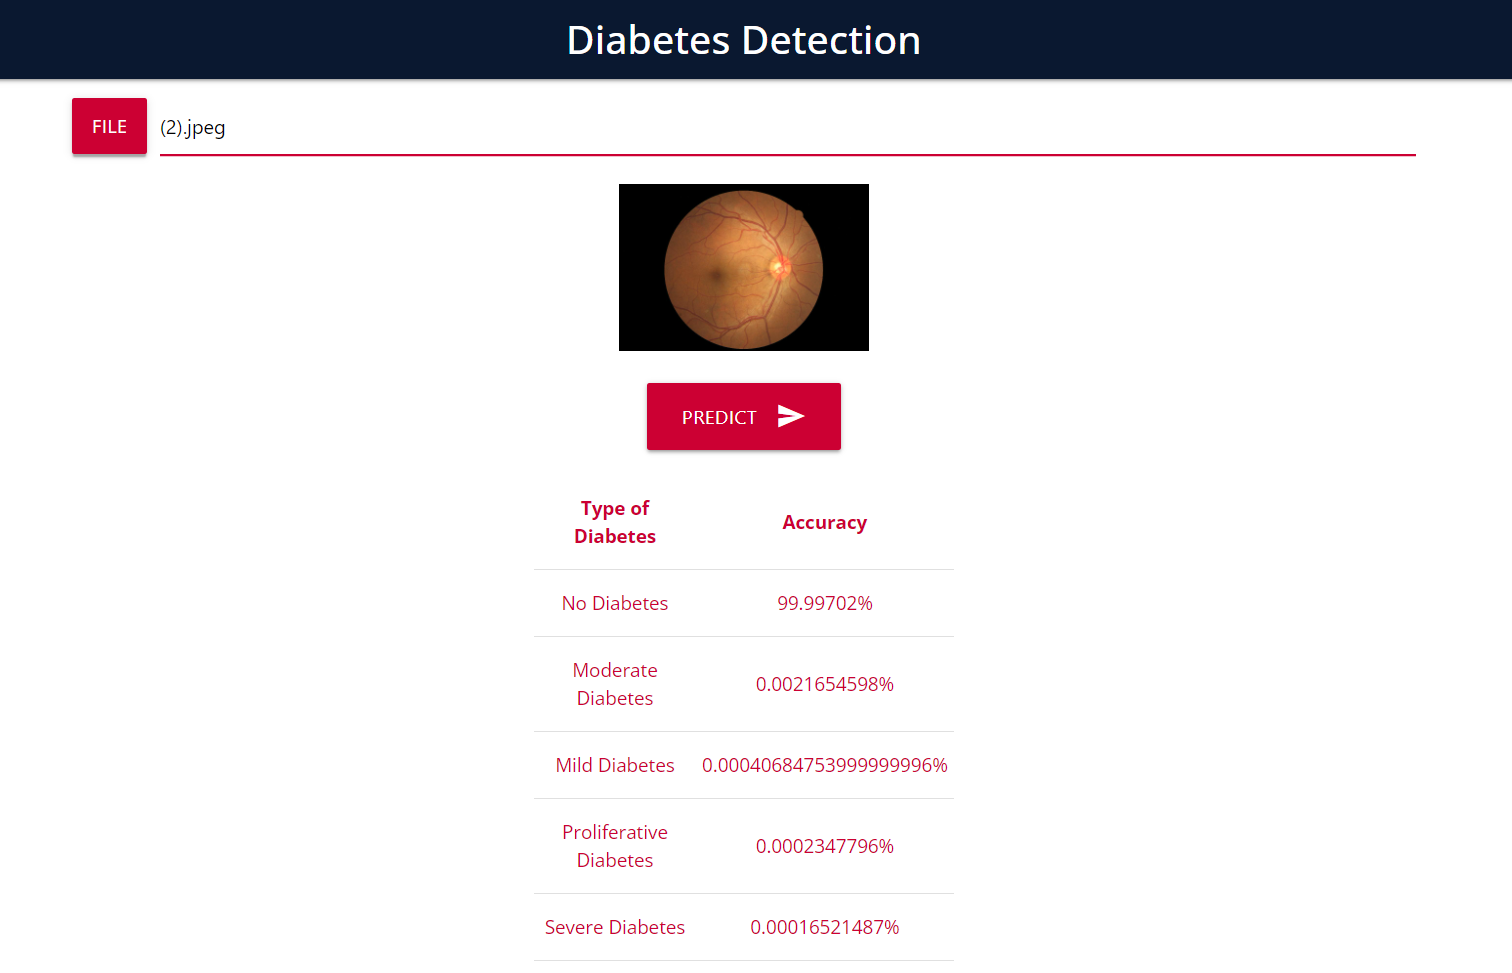 Diabetes Detection
FILE
(2).jpeg
PREDICT
Type of
Diabetes
Accuracy
No Diabetes
99.99702%
Moderate
Diabetes
0.0021654598%
Mild Diabetes
0.00040684753999999996%
Proliferative
Diabetes
0.0002347796%
Severe Diabetes
0.00016521487%